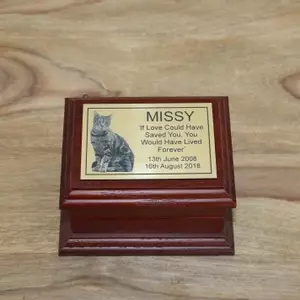 MISSY
'If Love Could Have
Saved You, You
Would Have Lived
Forever'
13th June 2008
16th August 2018